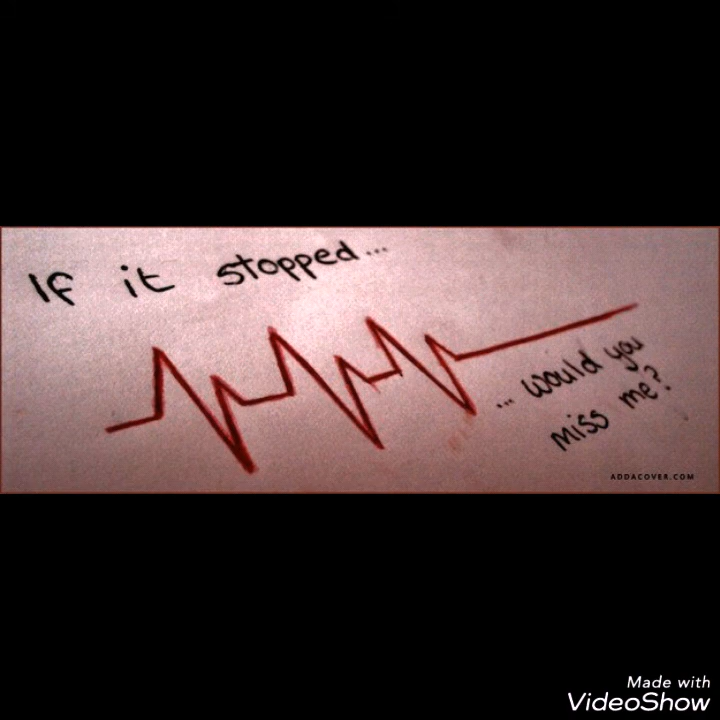 If it stopped...
... would you
miss me?
ADDACOVER.COM
Made with
VideoShow